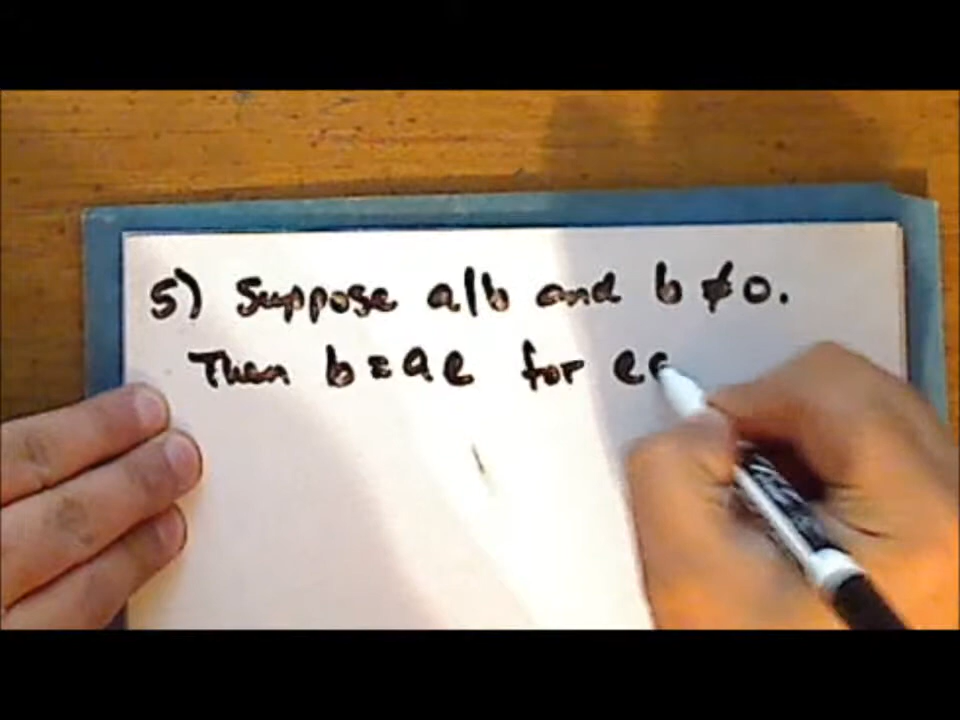 5) Suppose a|b and b ≠ 0.
Then b = ae for e